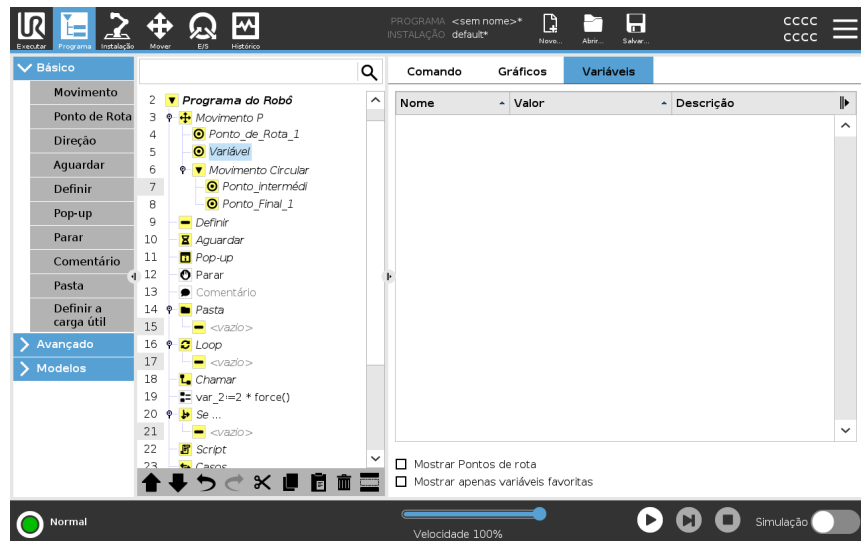 PROGRAMA <sem nome>*
INSTALAÇÃO default*
UR
Executar
Programa
Instalação
Mover
E/S
Histórico
Novo...
Abrir...
Salvar...
CCCC
CCCC
Básico
Movimento
Ponto de Rota
Direção
Aguardar
Definir
Pop-up
Parar
Comentário
Pasta
Definir a
carga útil
Avançado
Modelos
2 Programa do Robô
3 Movimento P
4 Ponto_de_Rota_1
5 Variável
6 Movimento Circular
7 Ponto_intermédi
8 Ponto_Final_1
9 Definir
10 Aguardar
11 Pop-up
12 Parar
13 Comentário
14 Pasta
15 <vazio>
16 Loop
17 <vazio>
18 Chamar
19 var_2:=2 * force()
20 Se ...
21 <vazio>
22 Script
23 Casos
Comando
Gráficos
Variáveis
Nome Valor Descrição
Mostrar Pontos de rota
Mostrar apenas variáveis favoritas
Normal
Velocidade 100%
Simulação